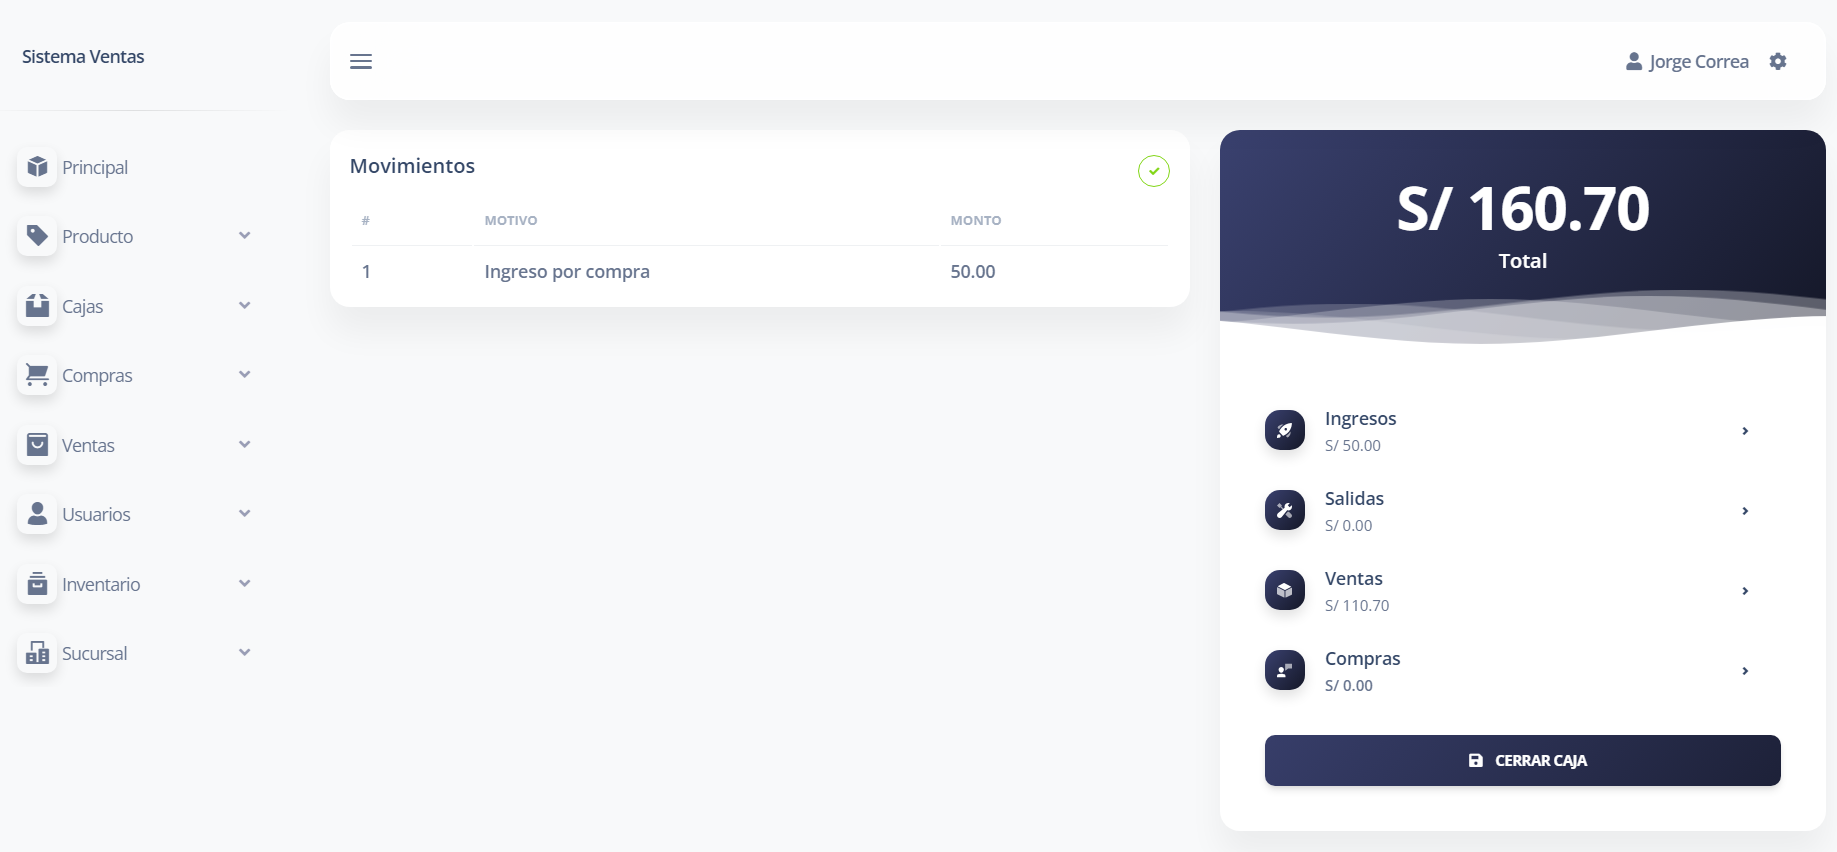 Sistema Ventas
Jorge Correa
Principal
Producto
Cajas
Compras
Ventas
Usuarios
Inventario
Sucursal
Movimientos
# MOTIVO MONTO
1 Ingreso por compra 50.00
S/ 160.70
Total
Ingresos
S/ 50.00
Salidas
S/ 0.00
Ventas
S/ 110.70
Compras
S/ 0.00
CERRAR CAJA